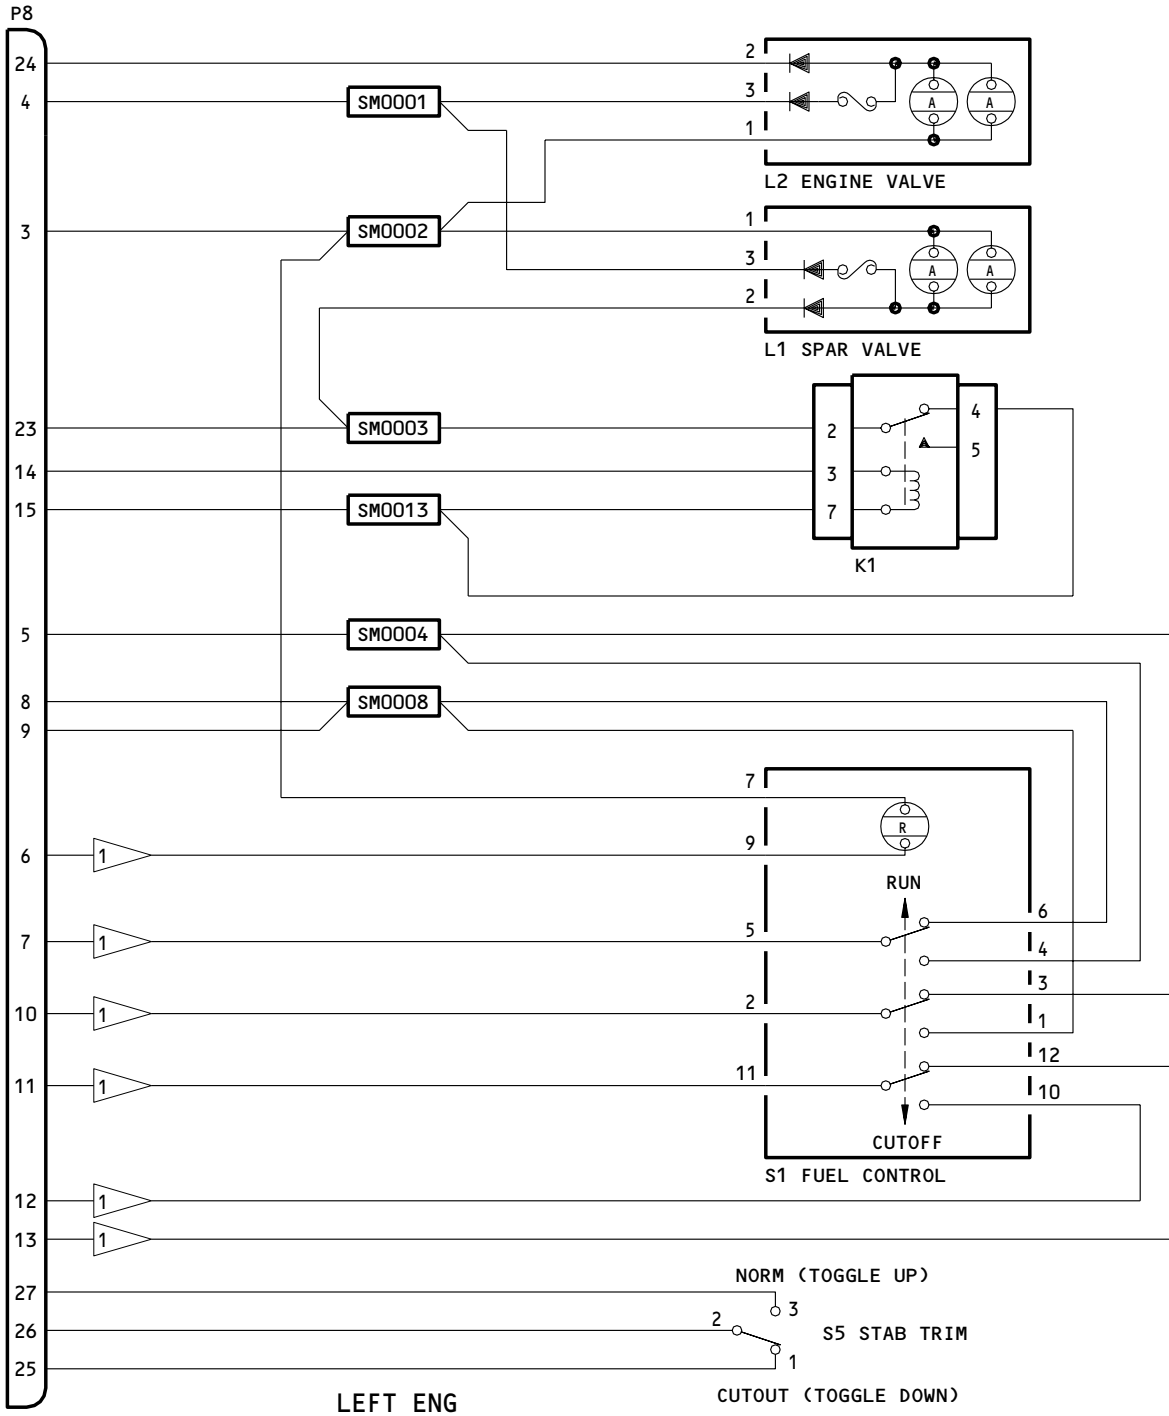 P8
24
2
4
SM0001
3
A
A
1
L2 ENGINE VALVE
3
SM0002
1
3
A
A
2
L1 SPAR VALVE
23
SM0003
2
4
5
14
3
15
SM0013
7
K1
5
SM0004
8
SM0008
9
7
R
6
1
9
RUN
6
7
1
5
4
3
10
1
2
1
12
11
1
11
10
CUTOFF
S1 FUEL CONTROL
12
1
13
1
NORM (TOGGLE UP)
27
3
26
2
S5 STAB TRIM
25
1
LEFT ENG
CUTOUT (TOGGLE DOWN)